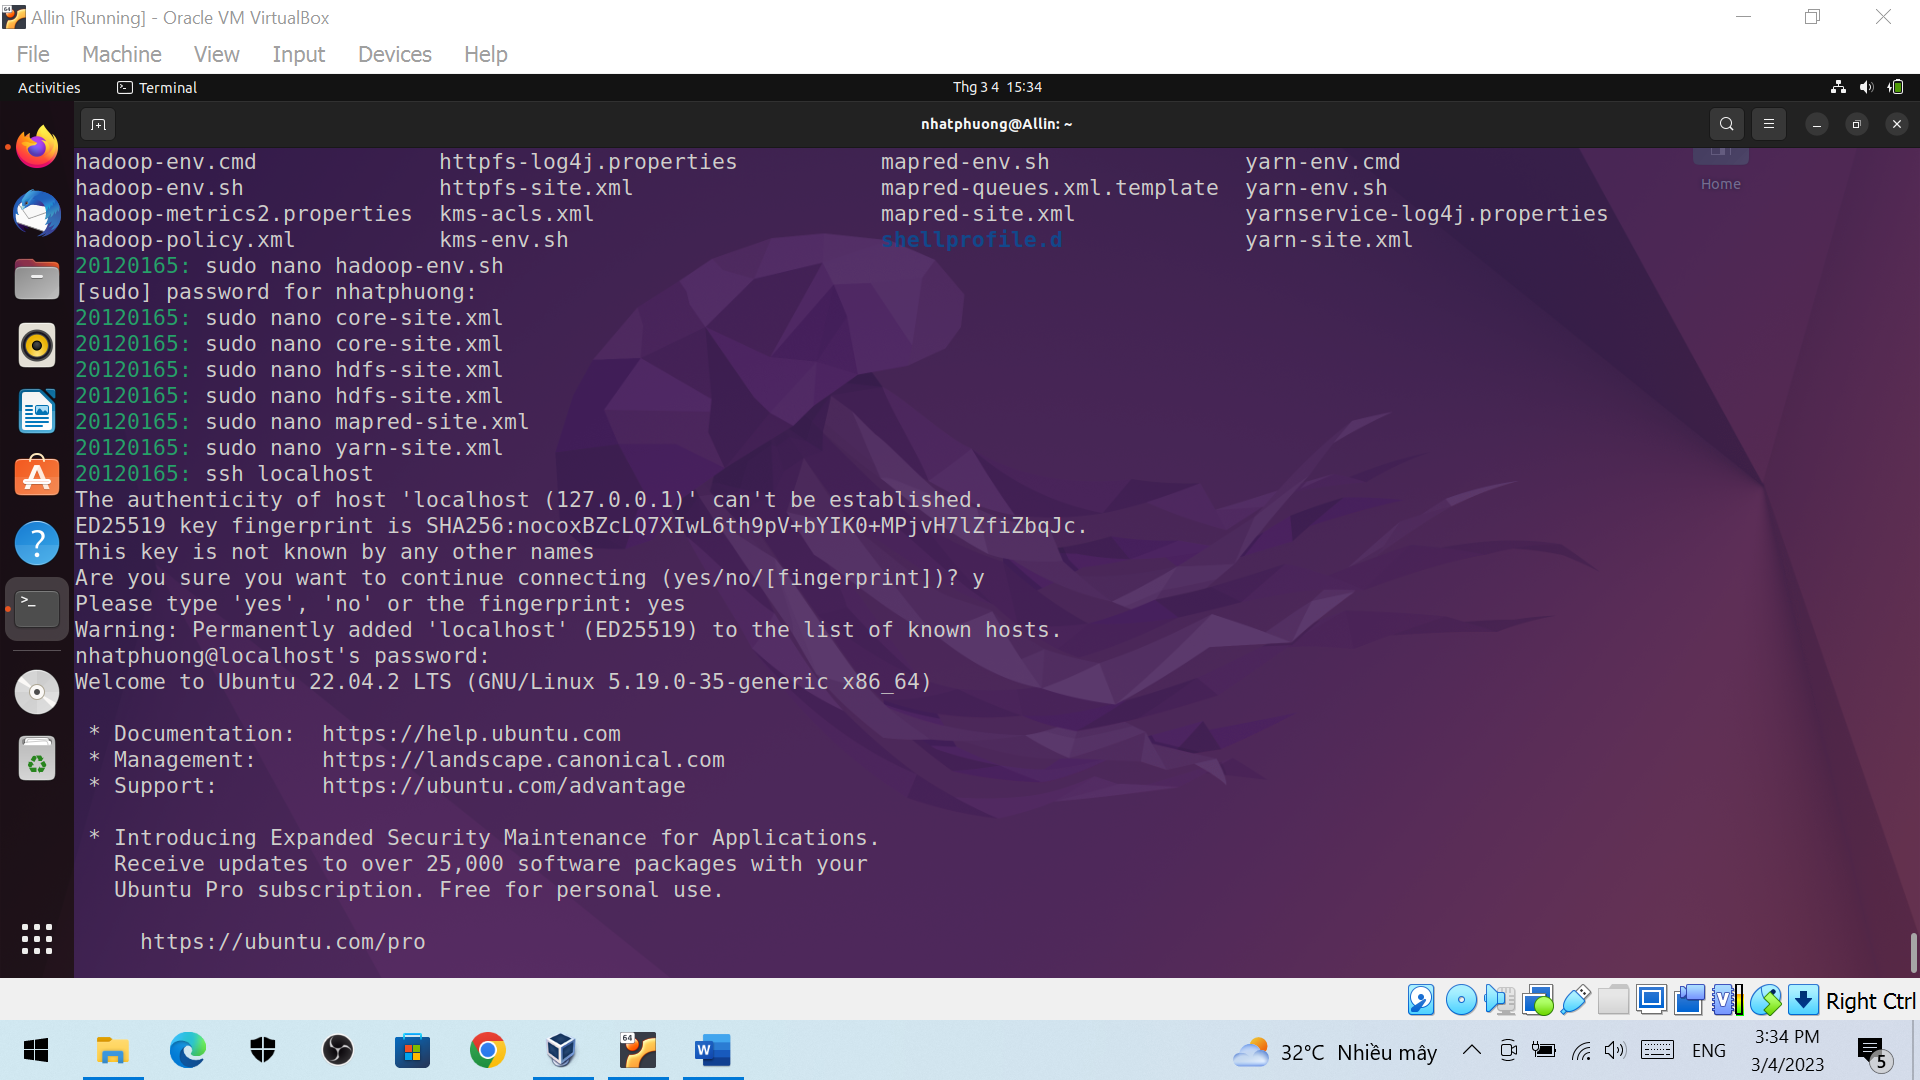 Allin [Running] - Oracle VM VirtualBox
File Machine View Input Devices Help
Activities Terminal Thg 3 4 15:34
nhatphuong@Allin: ~
Home
hadoop-env.cmd httpfs-log4j.properties mapred-env.sh yarn-env.cmd
hadoop-env.sh httpfs-site.xml mapred-queues.xml.template yarn-env.sh
hadoop-metrics2.properties kms-acls.xml mapred-site.xml yarnservice-log4j.properties
hadoop-policy.xml kms-env.sh shellprofile.d yarn-site.xml
20120165: sudo nano hadoop-env.sh
[sudo] password for nhatphuong:
20120165: sudo nano core-site.xml
20120165: sudo nano core-site.xml
20120165: sudo nano hdfs-site.xml
20120165: sudo nano hdfs-site.xml
20120165: sudo nano mapred-site.xml
20120165: sudo nano yarn-site.xml
20120165: ssh localhost
The authenticity of host 'localhost (127.0.0.1)' can't be established.
ED25519 key fingerprint is SHA256:nocoxBZcLQ7XIwL6th9pV+bYIK0+MPjvH7lZfiZbqJc.
This key is not known by any other names
Are you sure you want to continue connecting (yes/no/[fingerprint])? y
Please type 'yes', 'no' or the fingerprint: yes
Warning: Permanently added 'localhost' (ED25519) to the list of known hosts.
nhatphuong@localhost's password:
Welcome to Ubuntu 22.04.2 LTS (GNU/Linux 5.19.0-35-generic x86_64)
* Documentation: https://help.ubuntu.com
* Management: https://landscape.canonical.com
* Support: https://ubuntu.com/advantage
* Introducing Expanded Security Maintenance for Applications.
Receive updates to over 25,000 software packages with your
Ubuntu Pro subscription. Free for personal use.
https://ubuntu.com/pro
Right Ctrl
32°C Nhiều mây ENG 3:34 PM
3/4/2023
5